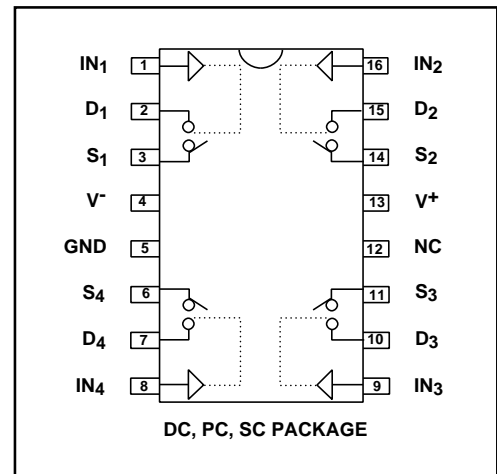 IN1 1 16 IN2
D1 2 15 D2
S1 3 14 S2
V- 4 13 V+
GND 5 12 NC
S4 6 11 S3
D4 7 10 D3
IN4 8 9 IN3
DC, PC, SC PACKAGE